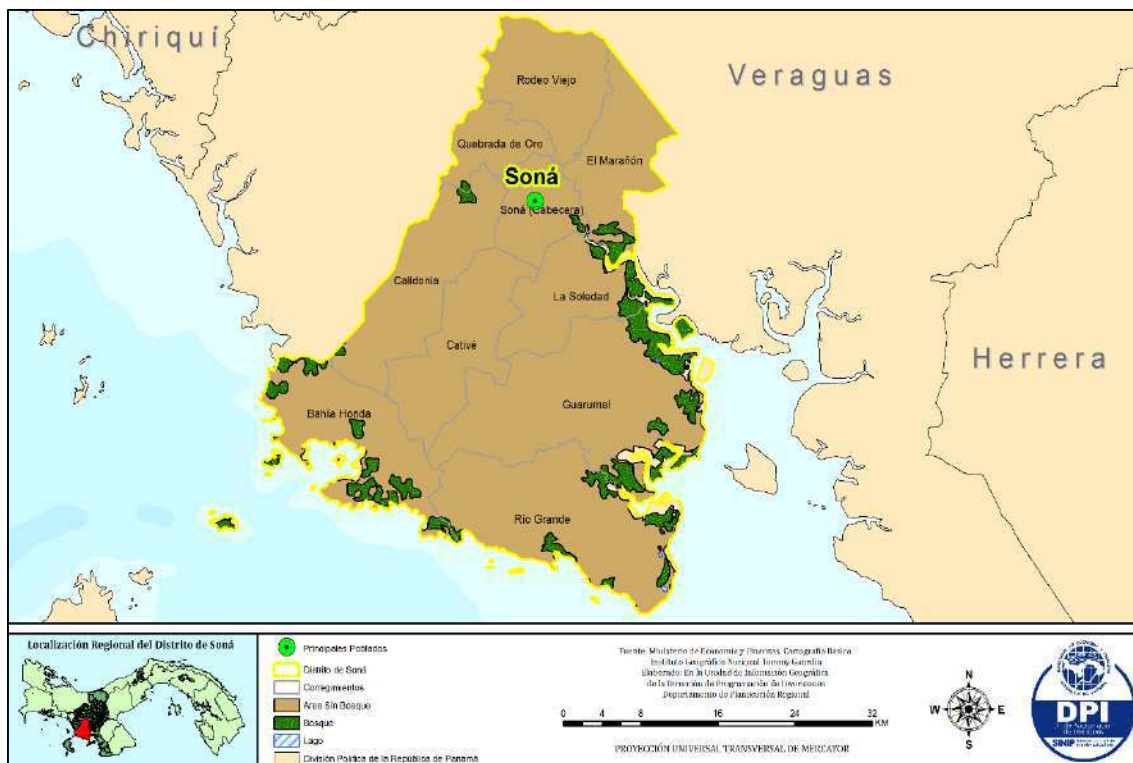 Chiriquí
Veraguas
Rodeo Viejo
Quebrada de Oro
El Marañón
Soná
Soná (Cabecera)
Calidonia
La Soledad
Cativé
Herrera
Guarumal
Bahía Honda
Río Grande
Localización Regional del Distrito de Soná
Principales Poblados
Distrito de Soná
Corregimientos
Area Sin Bosque
Bosque
Lago
División Política de la República de Panamá
Fuente: Ministerio de Economía y Finanzas, Cartografía Básica
Instituto Geográfico Nacional Tommy Guardia
Elaborado: En la Unidad de Información Geográfica
de la Dirección de Programación de Inversiones
Departamento de Planificación Regional
0 2 4 8 16 24 32
KM
PROYECCIÓN UNIVERSAL TRANSVERSAL DE MERCATOR
N
W E
S
DPI
SINIP